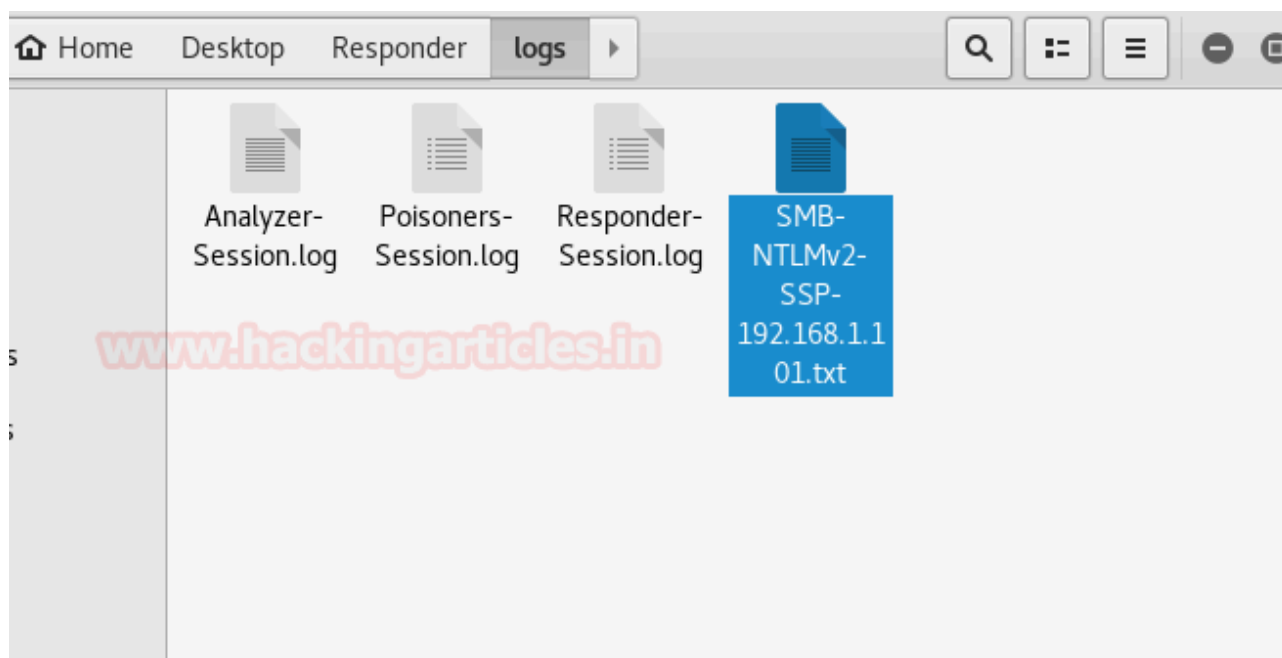 Home Desktop Responder logs
Analyzer-
Session.log
Poisoners-
Session.log
Responder-
Session.log
SMB-
NTLMv2-
SSP-
192.168.1.1
01.txt
www.hackingarticles.in
s
s